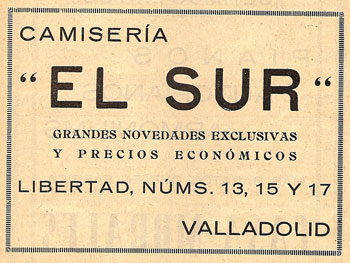 CAMISERÍA
"EL SUR"
GRANDES NOVEDADES EXCLUSIVAS
Y PRECIOS ECONÓMICOS
LIBERTAD, NÚMS. 13, 15 Y 17
VALLADOLID